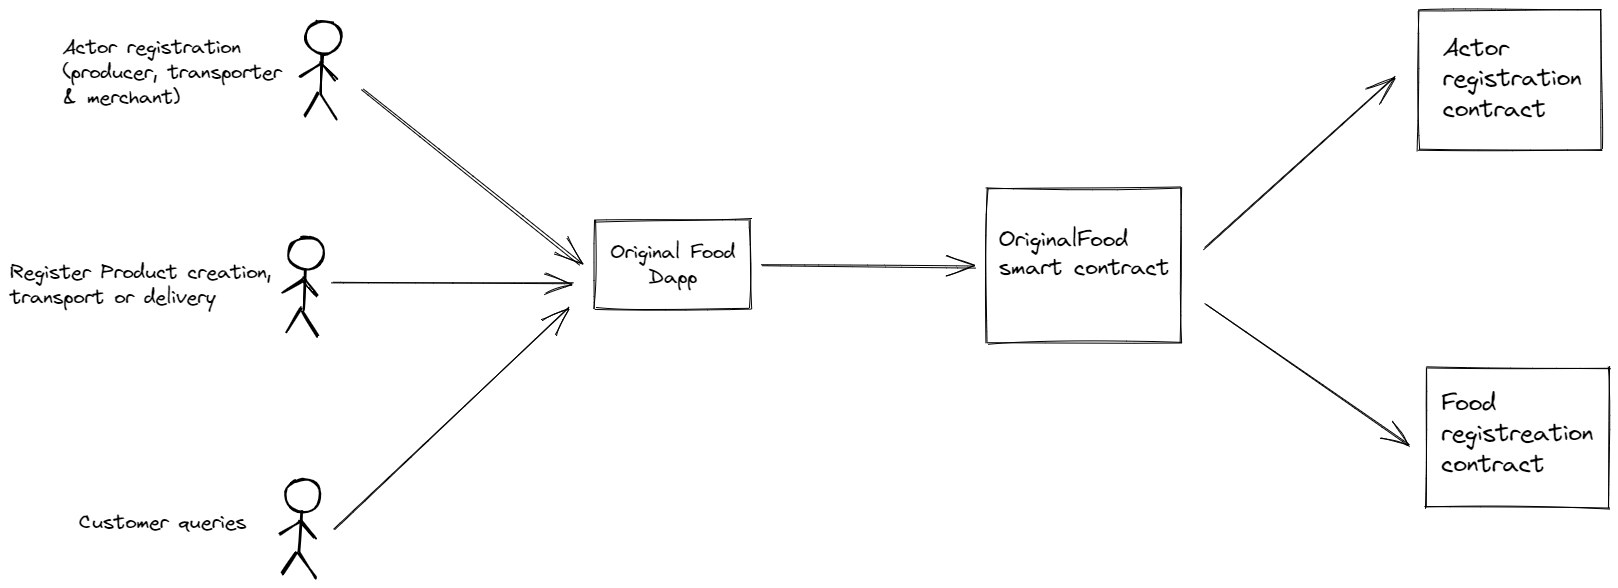 Actor registration
(producer, transporter
& merchant)
Register Product creation,
transport or delivery
Customer queries
Original Food
Dapp
OriginalFood
smart contract
Actor
registration
contract
Food
registreation
contract